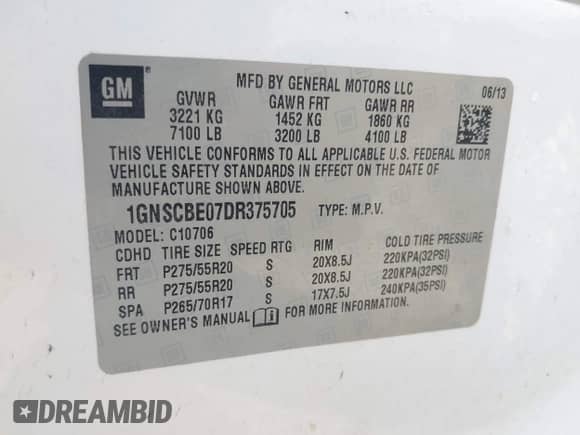 GM
MFD BY GENERAL MOTORS LLC 06/13
GVWR GAWR FRT GAWR RR
3221 KG 1452 KG 1860 KG
7100 LB 3200 LB 4100 LB
THIS VEHICLE CONFORMS TO ALL APPLICABLE U.S. FEDERAL MOTOR
VEHICLE SAFETY STANDARDS IN EFFECT ON THE DATE OF
MANUFACTURE SHOWN ABOVE.
1GNSCBE07DR375705 TYPE: M.P.V.
MODEL: C10706
CDHD TIRE SIZE SPEED RTG RIM COLD TIRE PRESSURE
FRT P275/55R20 S 20X8.5J 220KPA(32PSI)
RR P275/55R20 S 20X8.5J 220KPA(32PSI)
SPA P265/70R17 S 17X7.5J 240KPA(35PSI)
SEE OWNER'S MANUAL FOR MORE INFORMATION.
DREAMBID